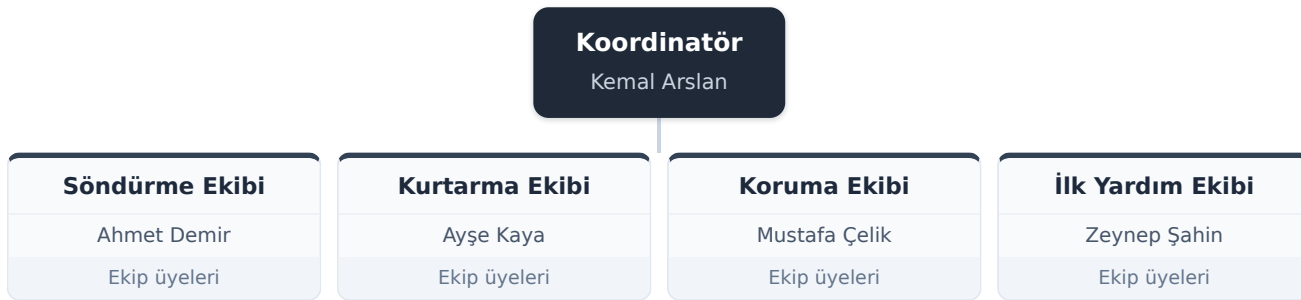 Koordinatör
Kemal Arslan
Söndürme Ekibi
Ahmet Demir
Ekip üyeleri
Kurtarma Ekibi
Ayşe Kaya
Ekip üyeleri
Koruma Ekibi
Mustafa Çelik
Ekip üyeleri
İlk Yardım Ekibi
Zeynep Şahin
Ekip üyeleri